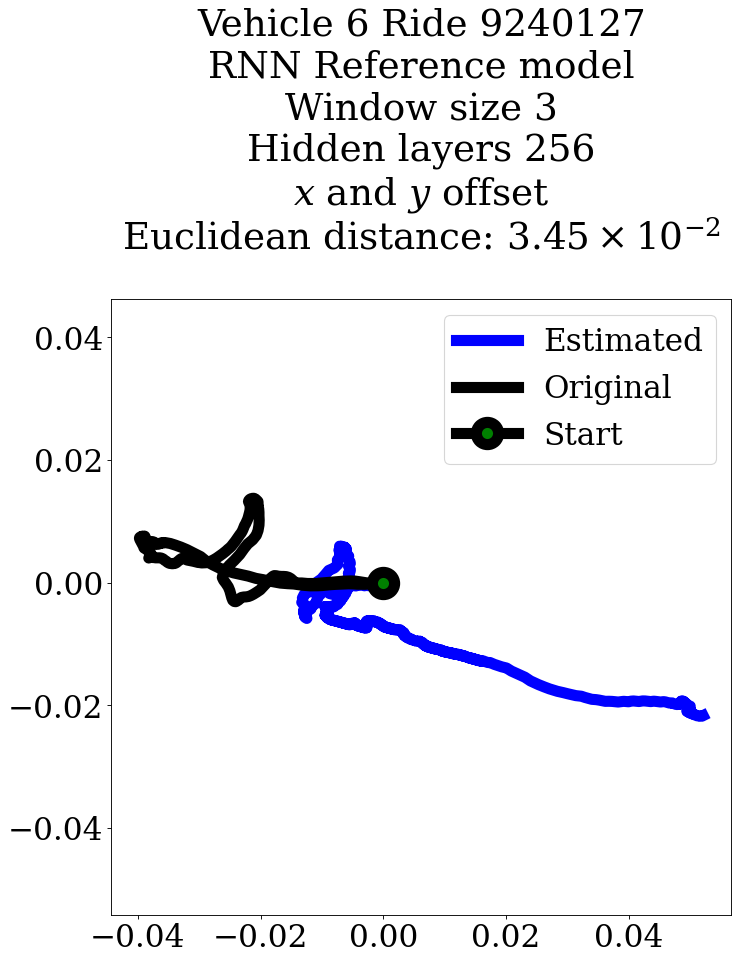 Vehicle 6 Ride 9240127
RNN Reference model
Window size 3
Hidden layers 256
x and y offset
Euclidean distance: 3.45 × 10⁻²
Estimated
Original
Start
0.04
0.02
0.00
−0.02
−0.04
−0.04 −0.02 0.00 0.02 0.04